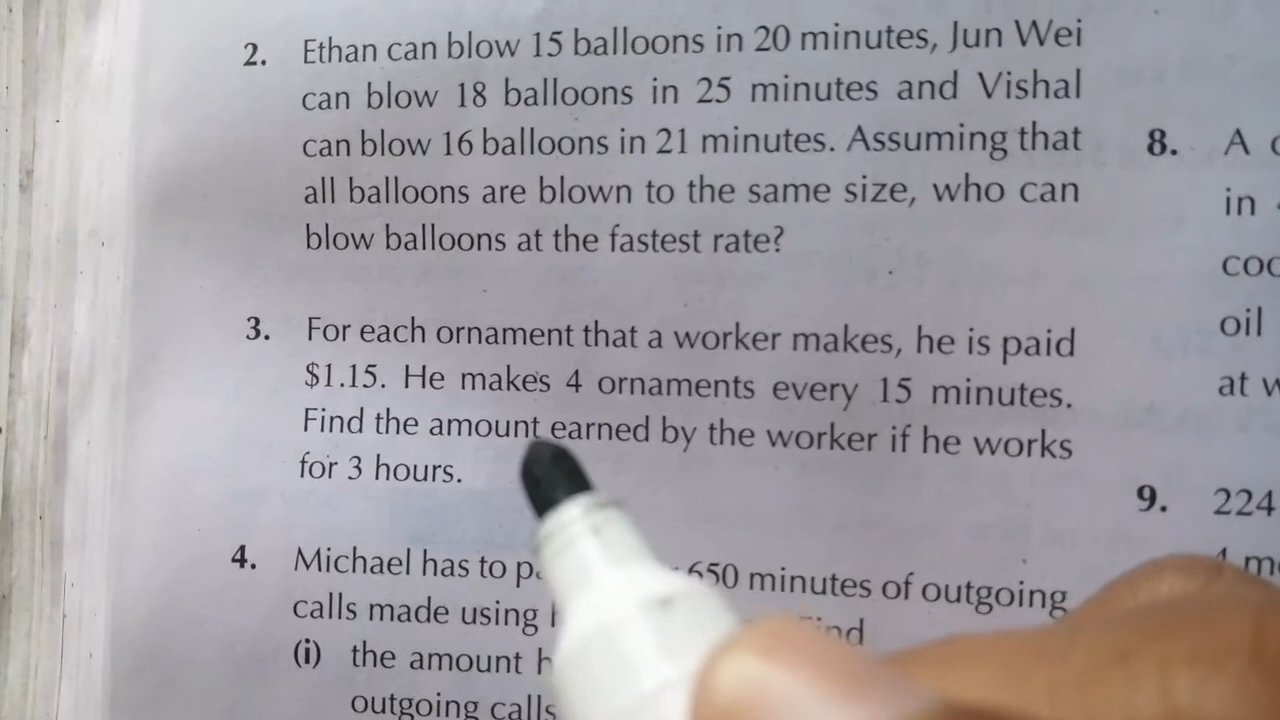 2. Ethan can blow 15 balloons in 20 minutes, Jun Wei
can blow 18 balloons in 25 minutes and Vishal
can blow 16 balloons in 21 minutes. Assuming that
all balloons are blown to the same size, who can
blow balloons at the fastest rate?
3. For each ornament that a worker makes, he is paid
$1.15. He makes 4 ornaments every 15 minutes.
Find the amount earned by the worker if he works
for 3 hours.
4. Michael has to 650 minutes of outgoing
calls made using
(i) the amount
outgoing calls
8. A
in
oil
at
9. 224